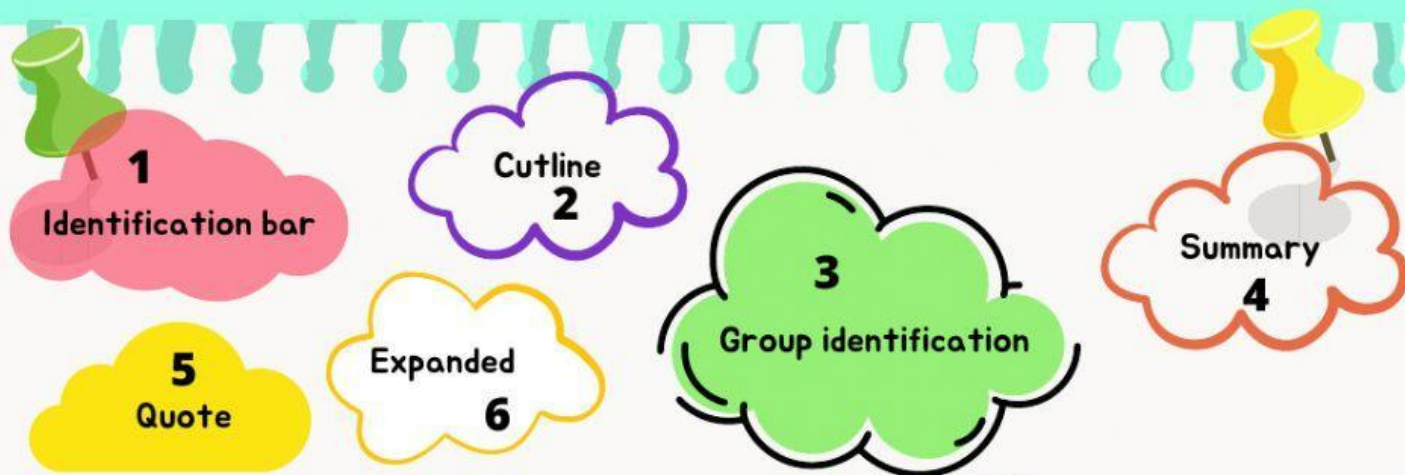 1
Identification bar
Cutline
2
3
Group identification
Summary
4
5
Quote
Expanded
6